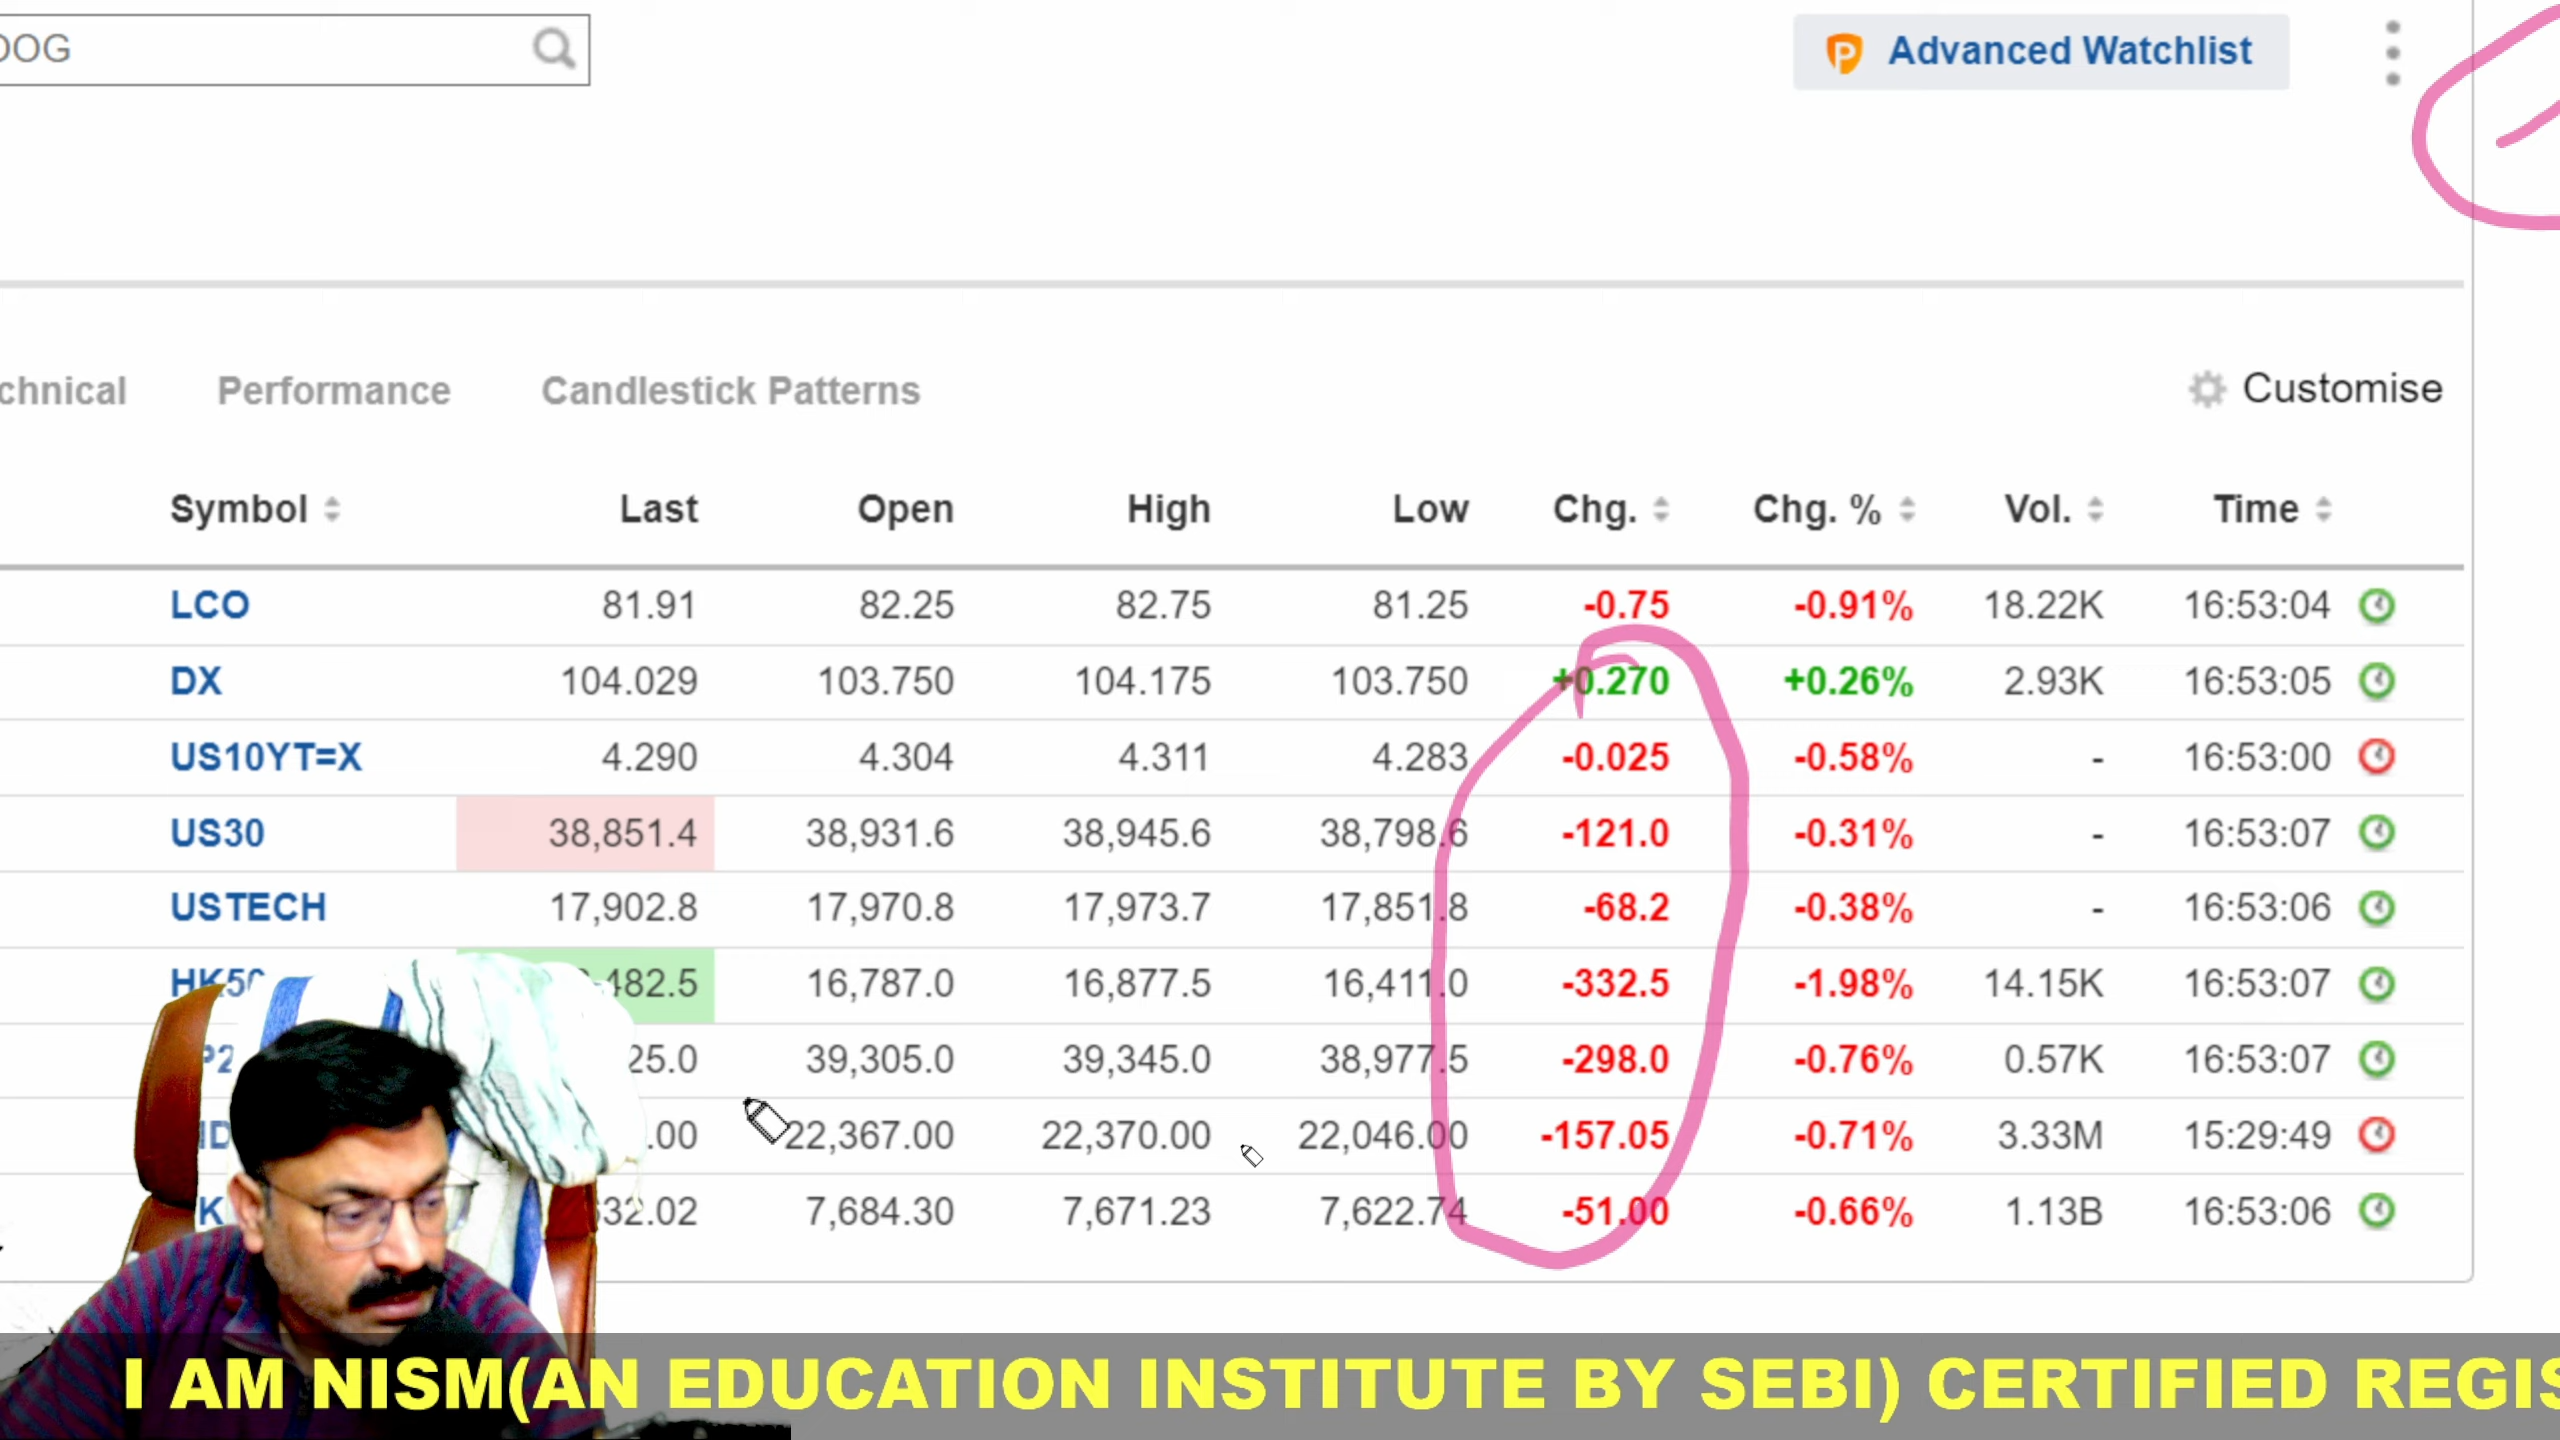 OOG
Advanced Watchlist
chnical Performance Candlestick Patterns Customise
Symbol Last Open High Low Chg. Chg. % Vol. Time
LCO 81.91 82.25 82.75 81.25 -0.75 -0.91% 18.22K 16:53:04
DX 104.029 103.750 104.175 103.750 +0.270 +0.26% 2.93K 16:53:05
US10YT=X 4.290 4.304 4.311 4.283 -0.025 -0.58% - 16:53:00
US30 38,851.4 38,931.6 38,945.6 38,798.6 -121.0 -0.31% - 16:53:07
USTECH 17,902.8 17,970.8 17,973.7 17,851.8 -68.2 -0.38% - 16:53:06
HK50 482.5 16,787.0 16,877.5 16,411.0 -332.5 -1.98% 14.15K 16:53:07
P2 25.0 39,305.0 39,345.0 38,977.5 -298.0 -0.76% 0.57K 16:53:07
.00 22,367.00 22,370.00 22,046.00 -157.05 -0.71% 3.33M 15:29:49
K 32.02 7,684.30 7,671.23 7,622.74 -51.00 -0.66% 1.13B 16:53:06
I AM NISM(AN EDUCATION INSTITUTE BY SEBI) CERTIFIED REGIS